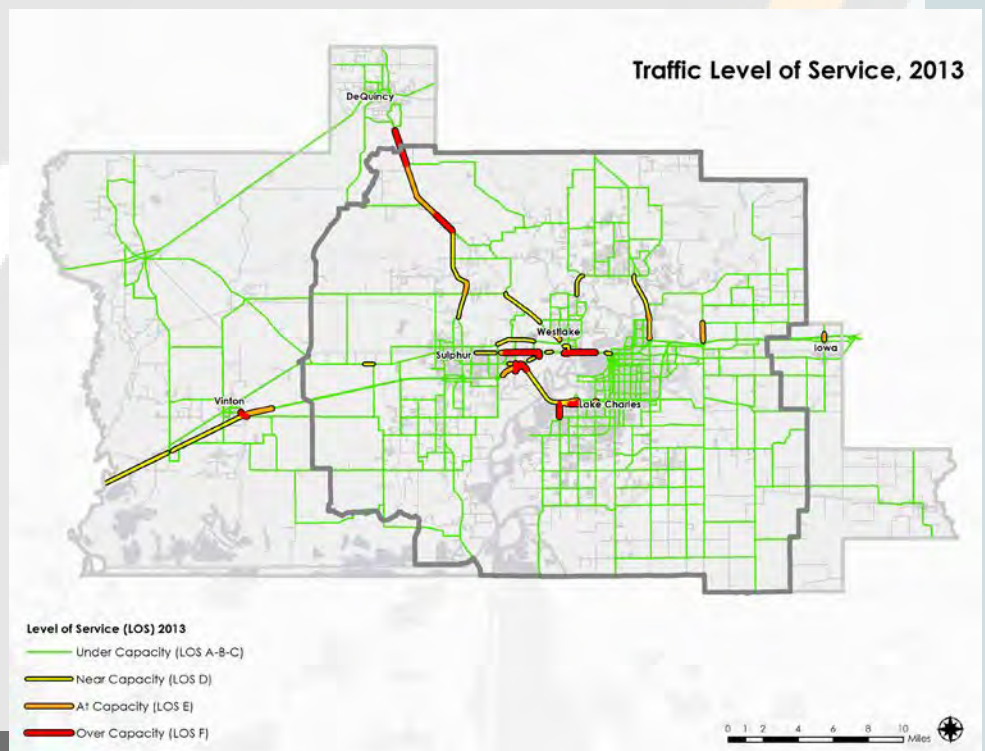 Traffic Level of Service, 2013
DeQuincy
Westlake
Sulphur
Iowa
Vinton
Lake Charles
Level of Service (LOS) 2013
Under Capacity (LOS A-B-C)
Near Capacity (LOS D)
At Capacity (LOS E)
Over Capacity (LOS F)
0 1 2 4 6 8 10
Miles